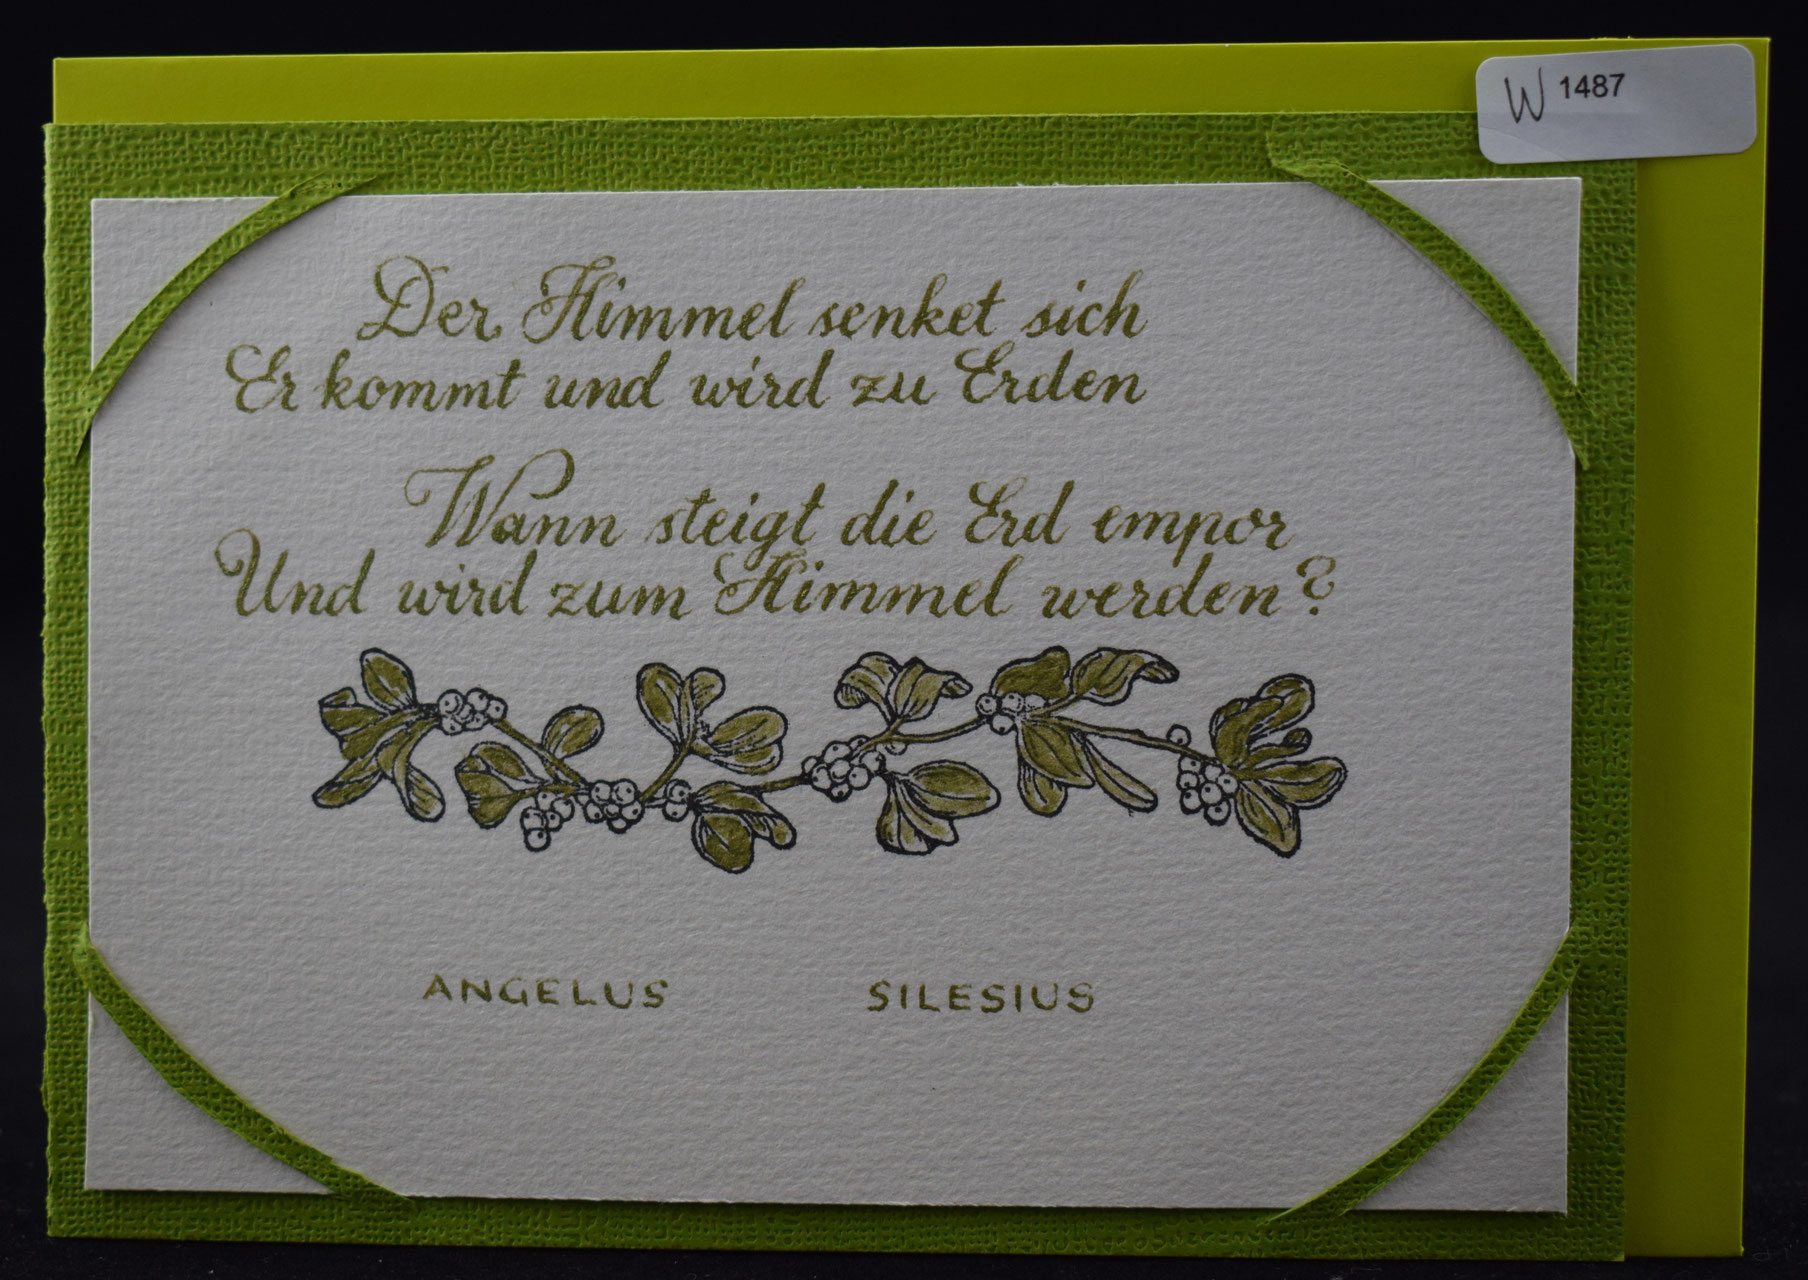 W 1487
Der Himmel senket sich
Er kommt und wird zu Erden
Wann steigt die Erd empor
Und wird zum Himmel werden?
ANGELUS SILESIUS